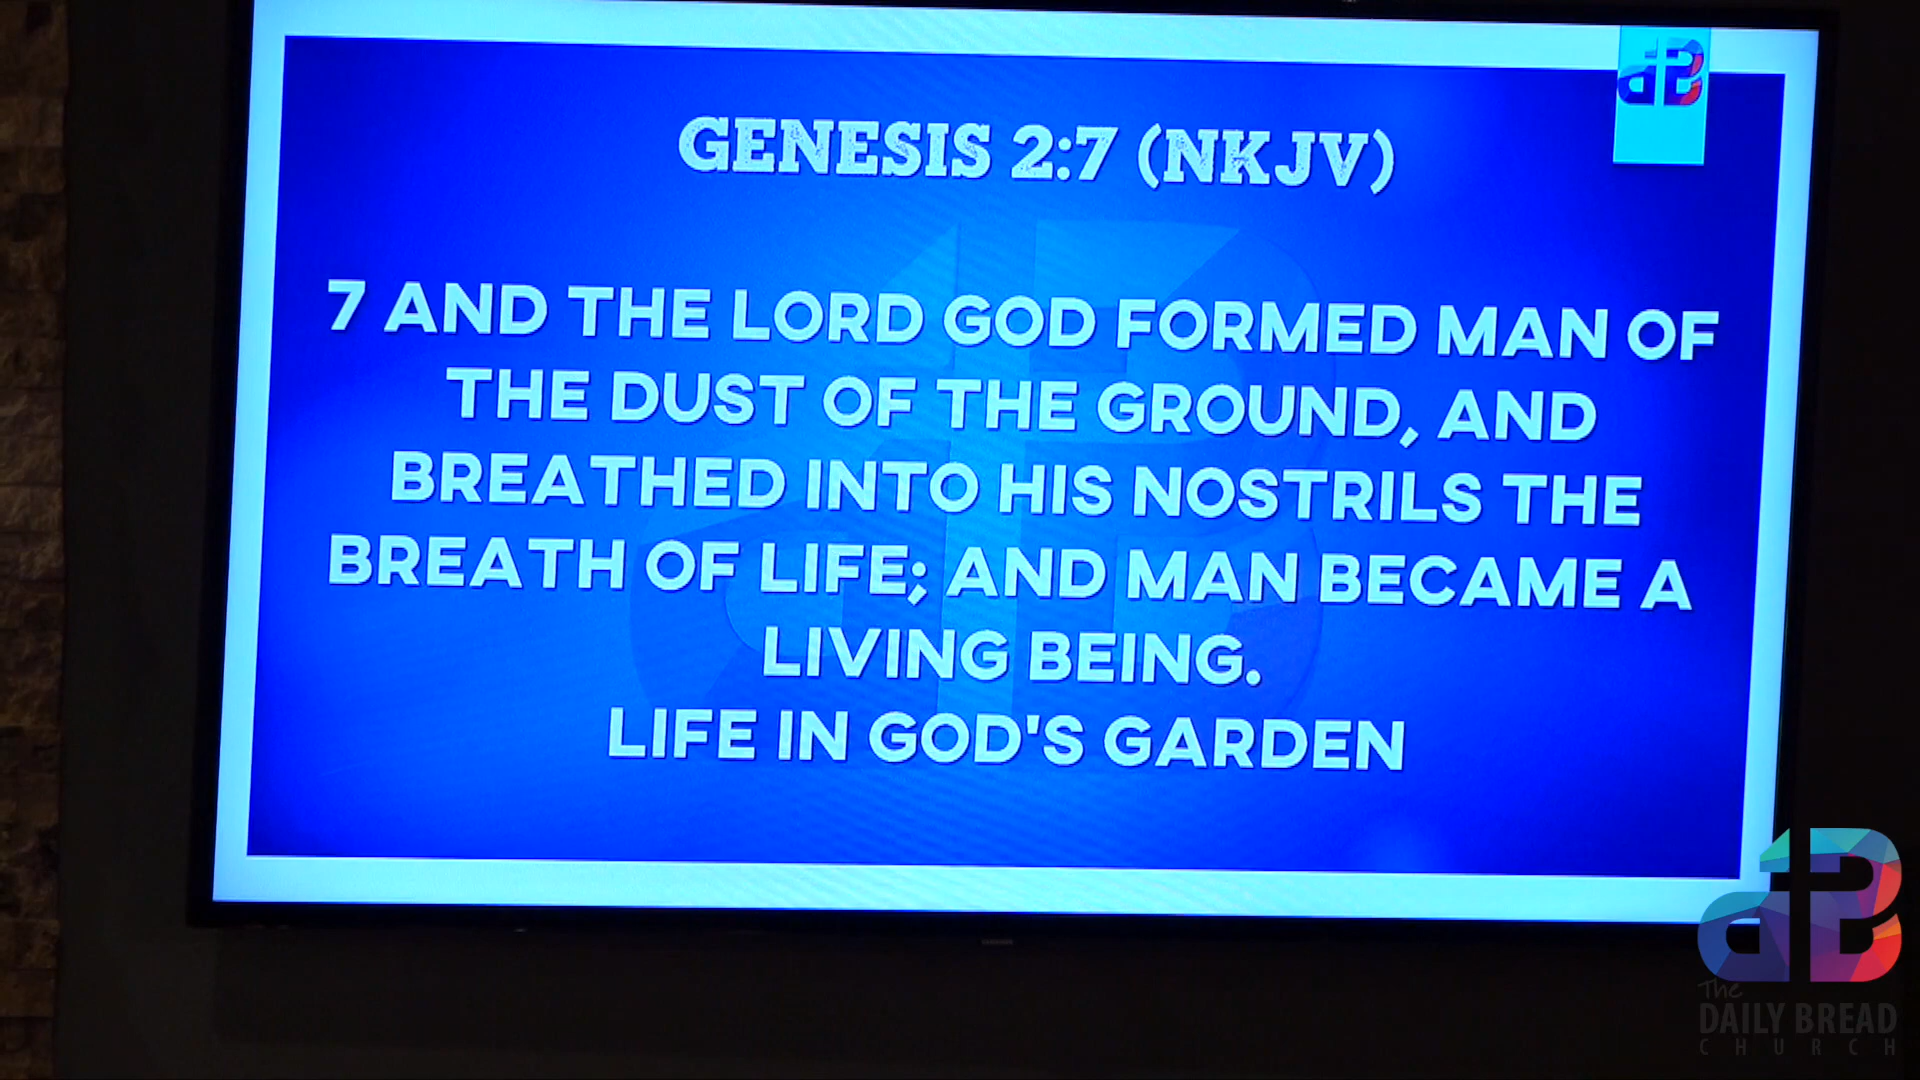 GENESIS 2:7 (NKJV)
7 AND THE LORD GOD FORMED MAN OF
THE DUST OF THE GROUND, AND
BREATHED INTO HIS NOSTRILS THE
BREATH OF LIFE; AND MAN BECAME A
LIVING BEING.
LIFE IN GOD'S GARDEN
The
DAILY BREAD
CHURCH